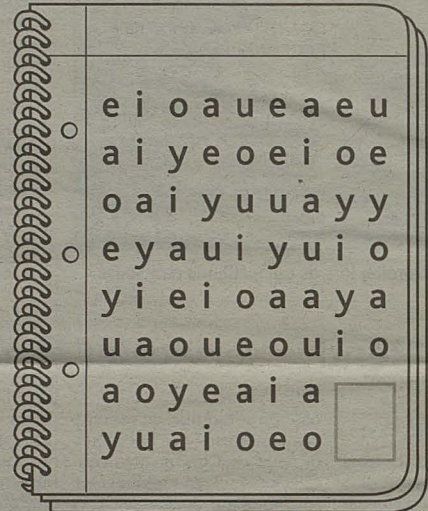 e i o a u e a e u
a i y e o e i o e
o a i y u u a y y
e y a u i y u i o
y i e i o a a y a
u a o u e o u i o
a o y e a i a
y u a i o e o